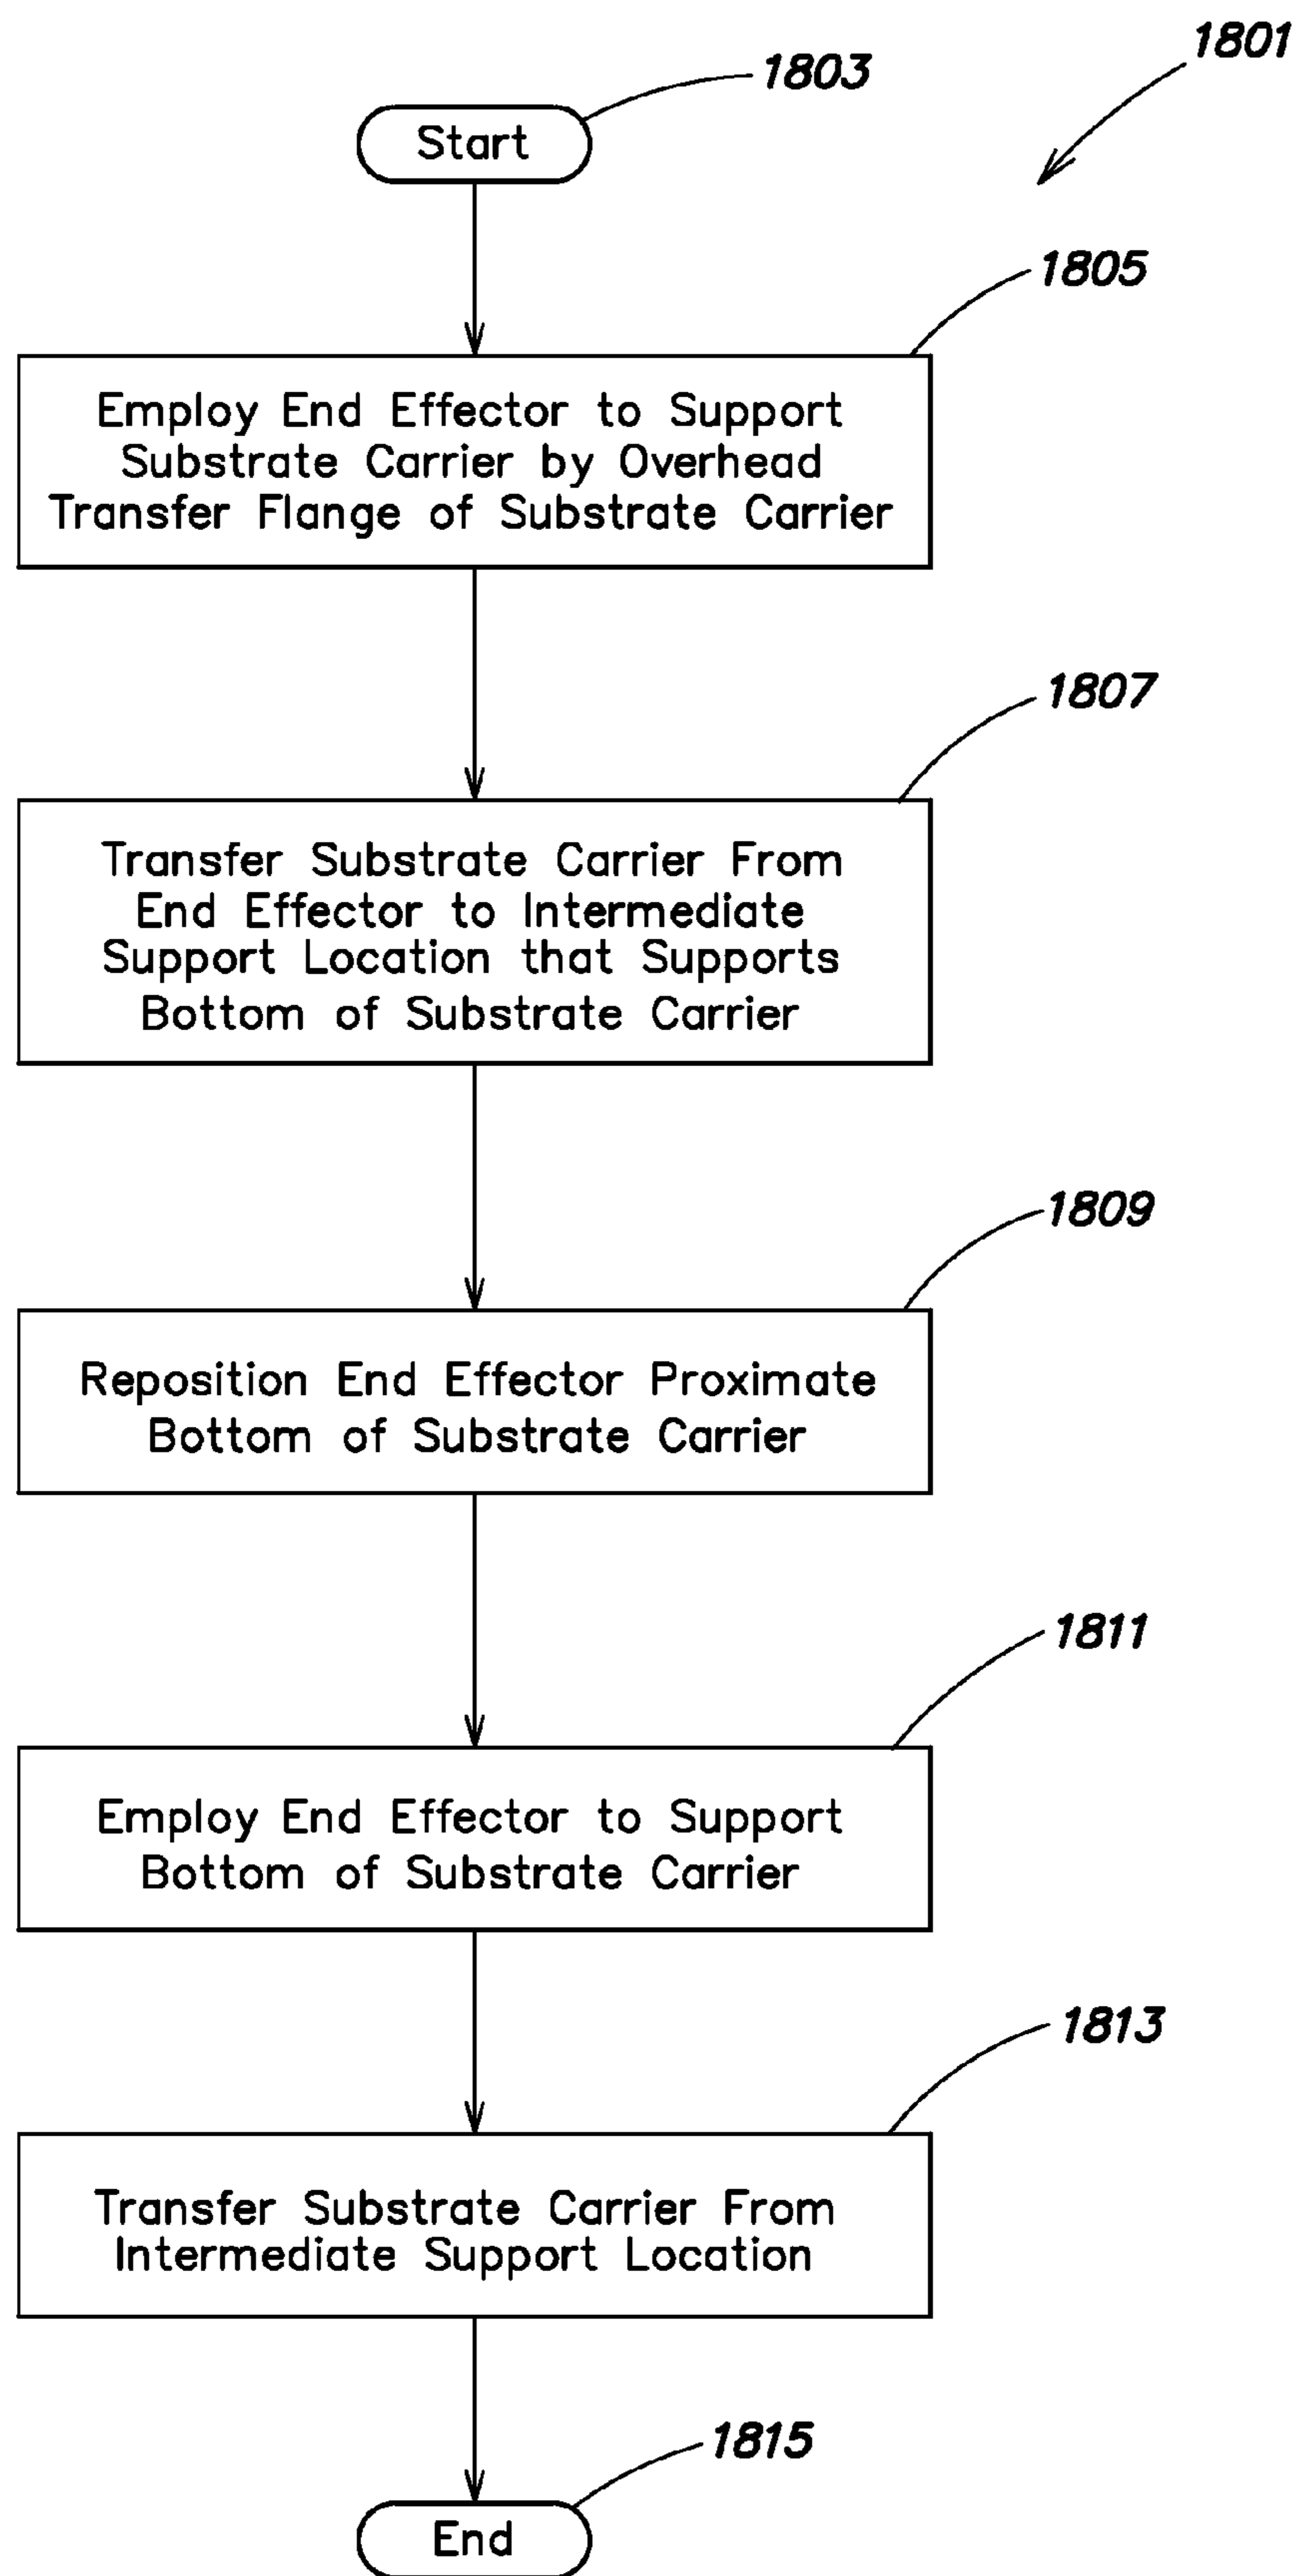 1801
1803
Start
1805
Employ End Effector to Support
Substrate Carrier by Overhead
Transfer Flange of Substrate Carrier
1807
Transfer Substrate Carrier From
End Effector to Intermediate
Support Location that Supports
Bottom of Substrate Carrier
1809
Reposition End Effector Proximate
Bottom of Substrate Carrier
1811
Employ End Effector to Support
Bottom of Substrate Carrier
1813
Transfer Substrate Carrier From
Intermediate Support Location
1815
End